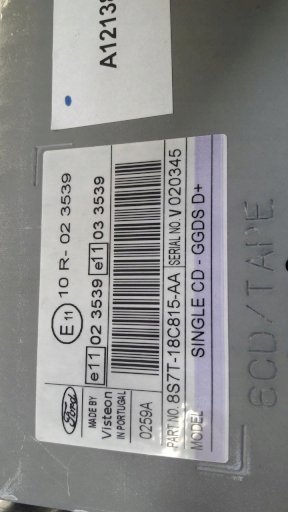 A12138
E11 10 R- 02 3539
e11 02 3539 e11 03 3539
Ford
MADE BY
Visteon
IN PORTUGAL
0259A
PART NO. 8S7T-18C815-AA SERIAL NO V 020345
MODEL SINGLE CD - GGDS D+
6CD/TAPE